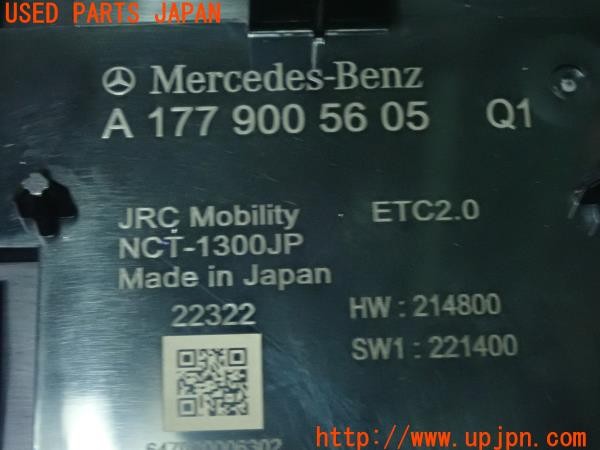 USED PARTS JAPAN
Mercedes-Benz
A 177 900 56 05 Q1
JRC Mobility ETC2.0
NCT-1300JP
Made in Japan
22322 HW : 214800
SW1 : 221400
http://www.upjpn.com/